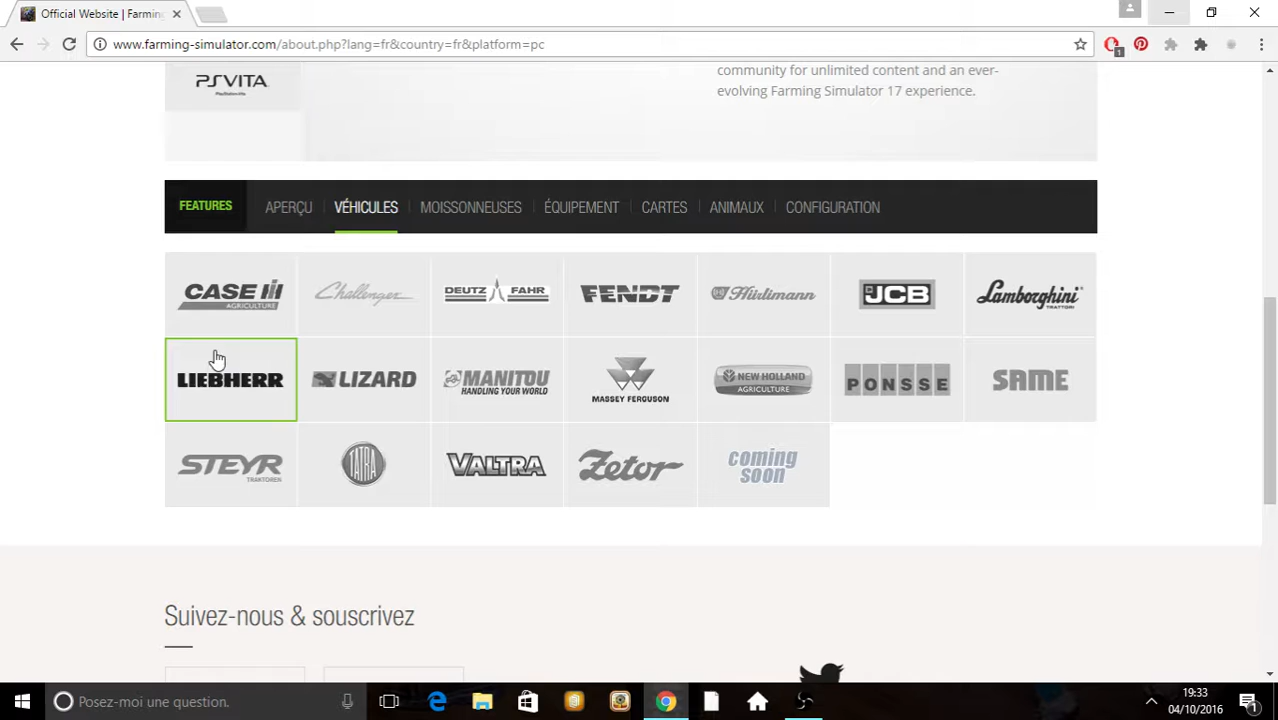 Official Website | Farming
www.farming-simulator.com/about.php?lang=fr&country=fr&platform=pc
1
PSVITA
PlayStation Vita
community for unlimited content and an ever-
evolving Farming Simulator 17 experience.
FEATURES APERÇU VÉHICULES MOISSONNEUSES ÉQUIPEMENT CARTES ANIMAUX CONFIGURATION
CASE IH
AGRICULTURE
Challenger
DEUTZ FAHR
FENDT
Hürlimann
JCB
Lamborghini
TRATTORI
LIEBHERR
LIZARD
MANITOU
HANDLING YOUR WORLD
MASSEY FERGUSON
NEW HOLLAND
AGRICULTURE
PONSSE
SAME
STEYR
TRAKTOREN
TATRA
VALTRA
Zetor
coming
soon
Suivez-nous & souscrivez
Posez-moi une question.
19:33
04/10/2016
1